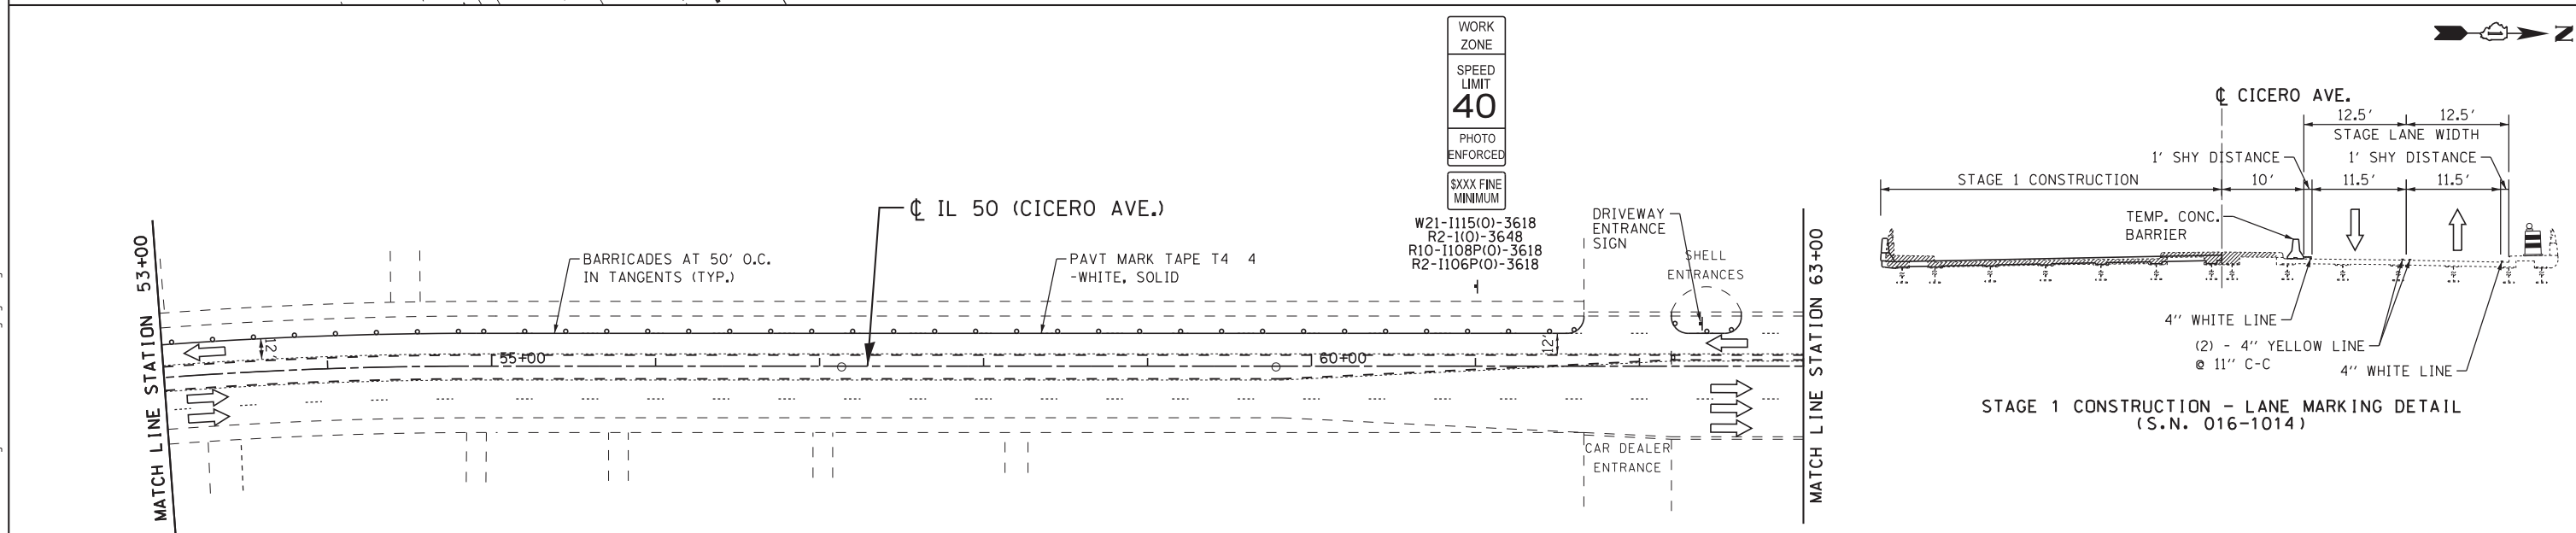 WORK
ZONE
SPEED
LIMIT
40
PHOTO
ENFORCED
$XXX FINE
MINIMUM
W21-I115(O)-3618
R2-1(O)-3648
R10-I108P(O)-3618
R2-I106P(O)-3618
MATCH LINE STATION 53+00
BARRICADES AT 50' O.C.
IN TANGENTS (TYP.)
℄ IL 50 (CICERO AVE.)
PAVT MARK TAPE T4 4
-WHITE, SOLID
DRIVEWAY
ENTRANCE
SIGN
SHELL
ENTRANCES
12'
55+00
60+00
12'
CAR DEALER
ENTRANCE
MATCH LINE STATION 63+00
N
℄ CICERO AVE.
12.5' 12.5'
STAGE LANE WIDTH
1' SHY DISTANCE 1' SHY DISTANCE
STAGE 1 CONSTRUCTION 10' 11.5' 11.5'
TEMP. CONC.
BARRIER
4'' WHITE LINE
(2) - 4'' YELLOW LINE
@ 11'' C-C
4'' WHITE LINE
STAGE 1 CONSTRUCTION - LANE MARKING DETAIL
(S.N. 016-1014)